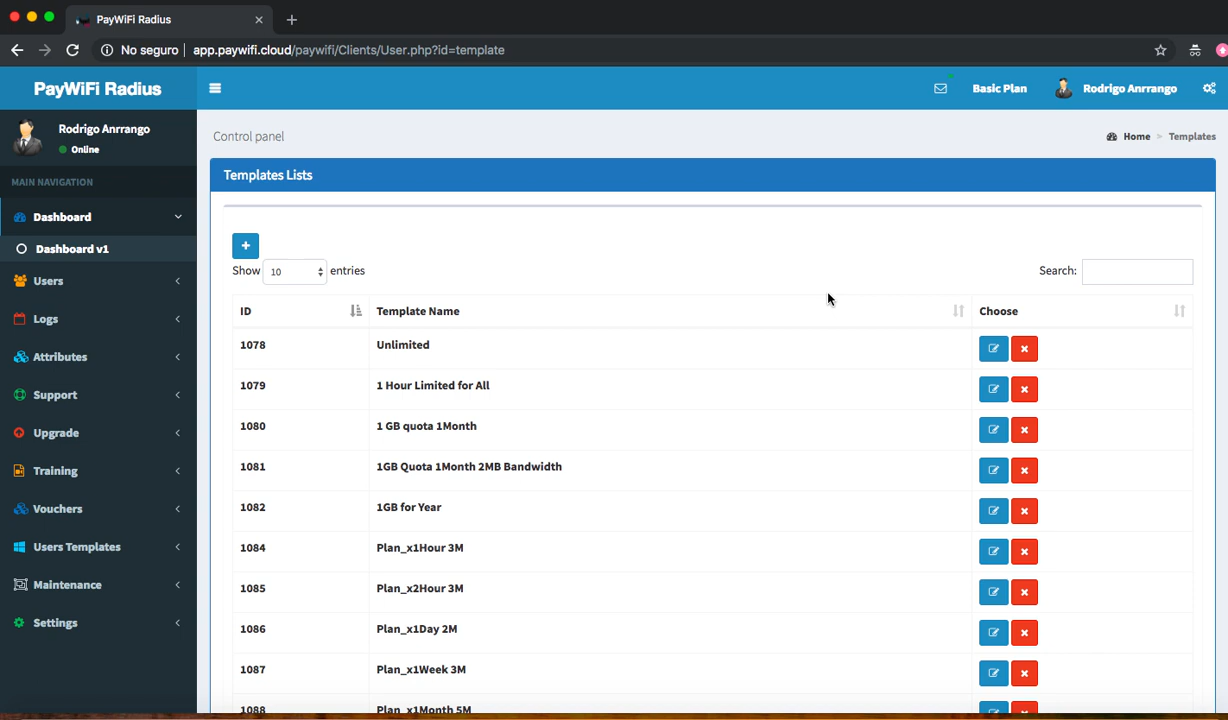 PayWiFi Radius
No seguro | app.paywifi.cloud/paywifi/Clients/User.php?id=template
PayWiFi Radius
Basic Plan
Rodrigo Anrrango
Rodrigo Anrrango
Online
Control panel
Home > Templates
MAIN NAVIGATION
Dashboard
Dashboard v1
Users
Logs
Attributes
Support
Upgrade
Training
Vouchers
Users Templates
Maintenance
Settings
Templates Lists
+
Show 10 entries
Search:
ID Template Name Choose
1078 Unlimited
1079 1 Hour Limited for All
1080 1 GB quota 1Month
1081 1GB Quota 1Month 2MB Bandwidth
1082 1GB for Year
1084 Plan_x1Hour 3M
1085 Plan_x2Hour 3M
1086 Plan_x1Day 2M
1087 Plan_x1Week 3M
1088 Plan_x1Month 5M